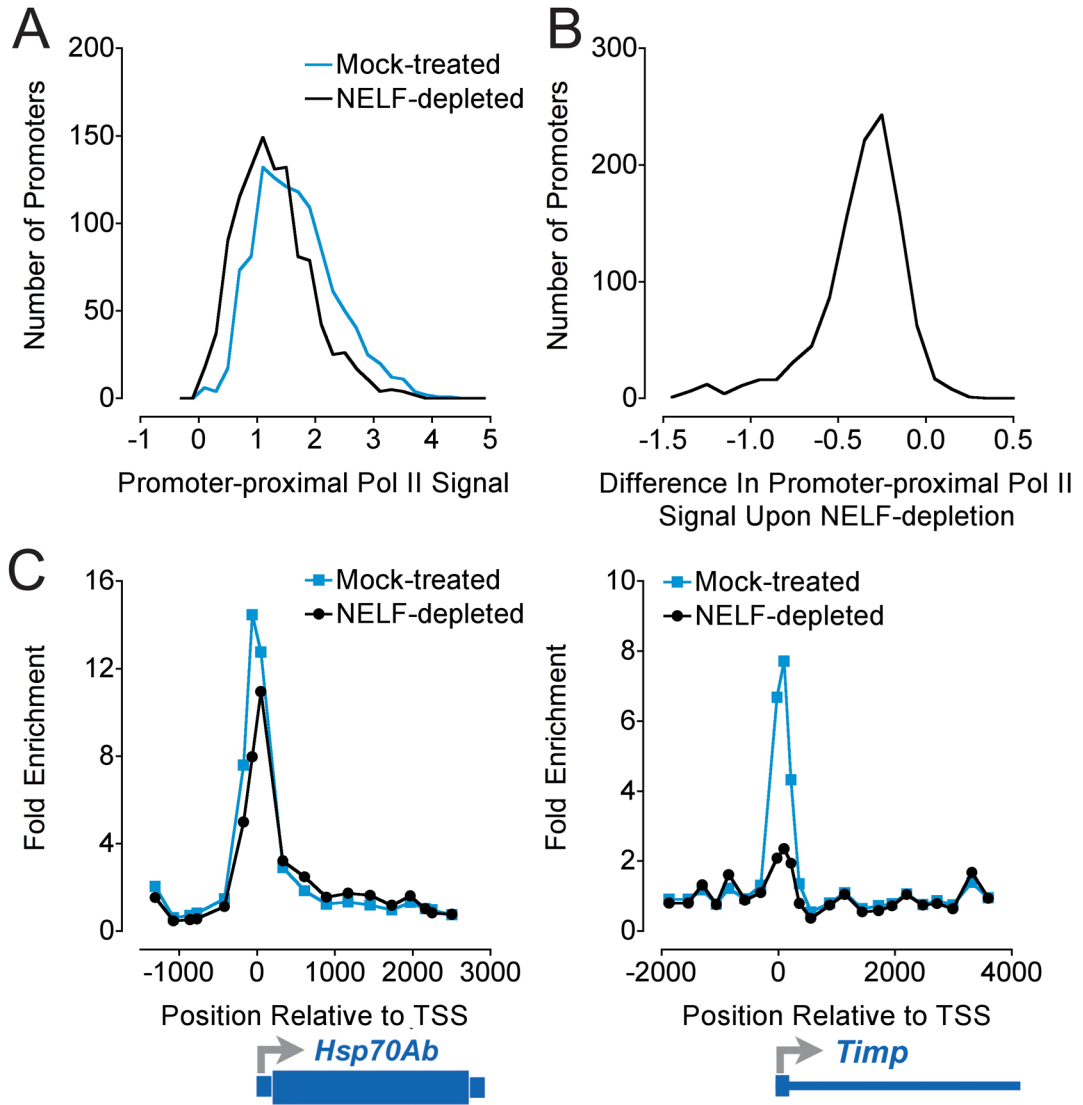 A
200
150
100
50
0
Number of Promoters
Mock-treated
NELF-depleted
-1 0 1 2 3 4 5
Promoter-proximal Pol II Signal
B
300
200
100
0
Number of Promoters
-1.5 -1.0 -0.5 0.0 0.5
Difference In Promoter-proximal Pol II
Signal Upon NELF-depletion
C
16
12
8
4
0
Fold Enrichment
Mock-treated
NELF-depleted
-1000 0 1000 2000 3000
Position Relative to TSS
Hsp70Ab
10
8
6
4
2
0
Fold Enrichment
Mock-treated
NELF-depleted
-2000 0 2000 4000
Position Relative to TSS
Timp